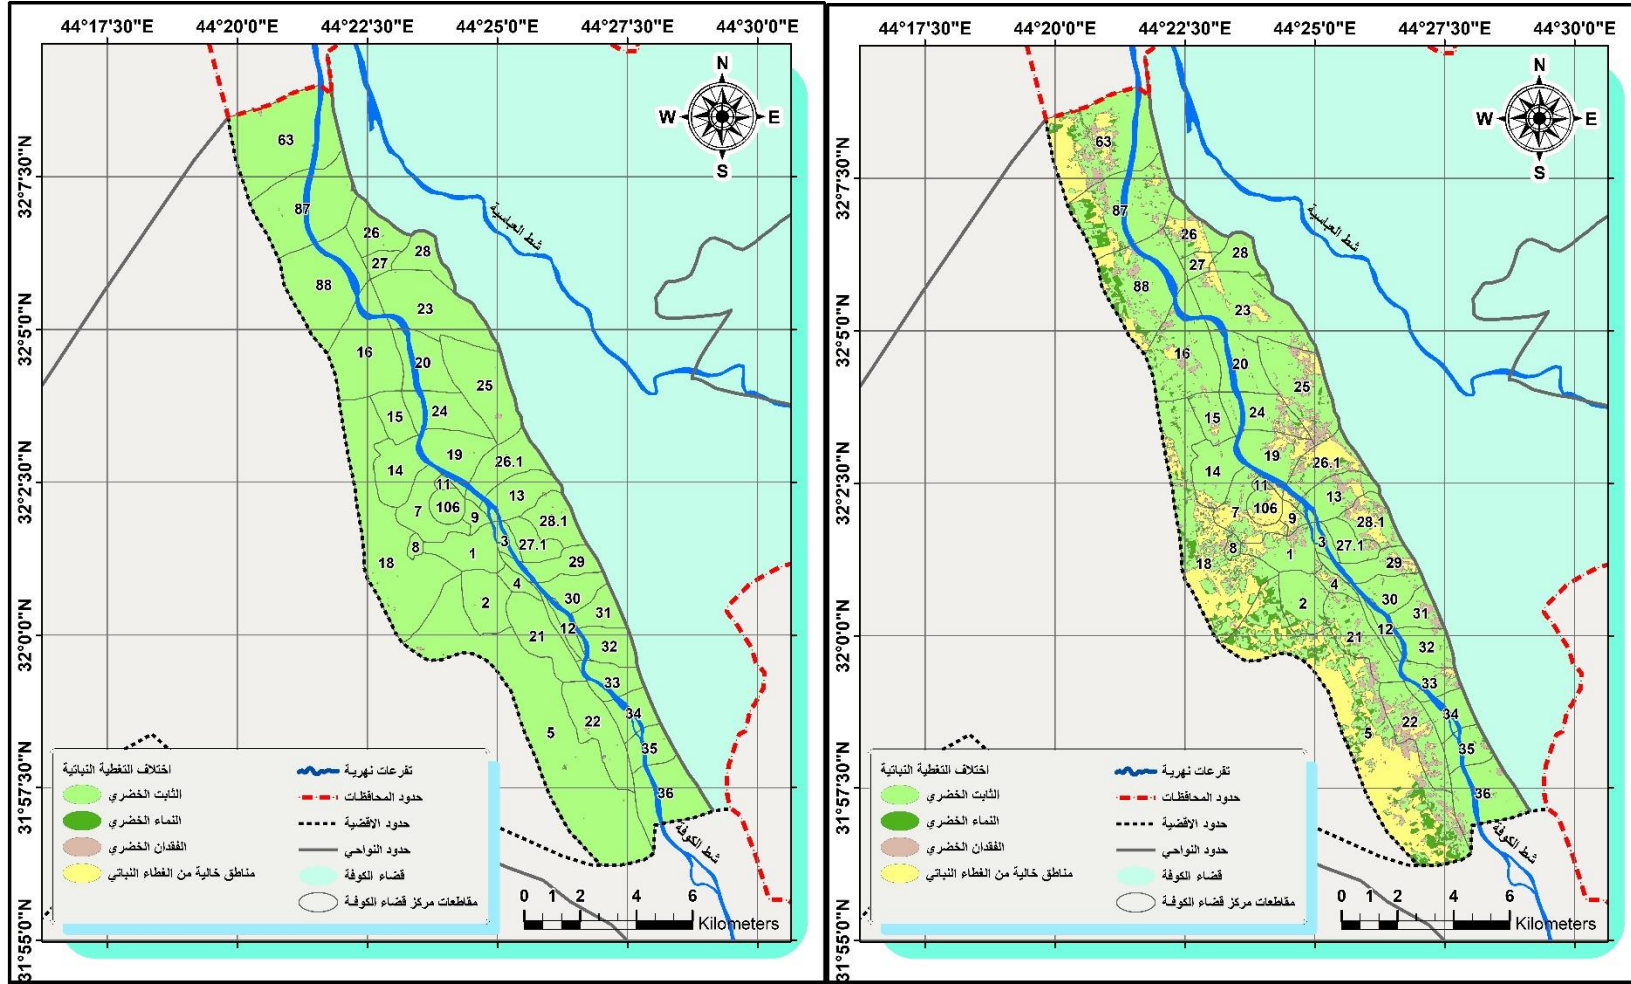 44°17'3.0"E 44°20'0"E 44°22'30"E 44°25'0"E 44°27'30"E 44°30'0"E
N
W E
S
32°7'30"N
32°5'0"N
32°2'30"N
32°0'0"N
31°57'30"N
31°55'0"N
شط العباسية
شط الكوفة
63
87
26
28
27
88
23
16
20
25
15
24
19
26.1
14
11
13
106
7
9
28.1
3
27.1
8
1
29
18
4
30
2
31
12
21
32
33
34
22
5
35
36
اختلاف التغطية النباتية
الثابت الخضري
النماء الخضري
الفقدان الخضري
مناطق خالية من الغطاء النباتي
تفرعات نهرية
حدود المحافظات
حدود الاقضية
حدود النواحي
قضاء الكوفة
مقاطعات مركز قضاء الكوفة
0 1 2 4 6
Kilometers
44°17'3.0"E 44°20'0"E 44°22'30"E 44°25'0"E 44°27'30"E 44°30'0"E
N
W E
S
32°7'30"N
32°5'0"N
32°2'30"N
32°0'0"N
31°57'30"N
31°55'0"N
شط العباسية
شط الكوفة
63
87
26
28
27
88
23
16
20
25
15
24
19
26.1
14
11
13
106
7
9
28.1
3
27.1
8
1
29
18
4
30
2
31
12
21
32
33
34
22
5
35
36
اختلاف التغطية النباتية
الثابت الخضري
النماء الخضري
الفقدان الخضري
مناطق خالية من الغطاء النباتي
تفرعات نهرية
حدود المحافظات
حدود الاقضية
حدود النواحي
قضاء الكوفة
مقاطعات مركز قضاء الكوفة
0 1 2 4 6
Kilometers